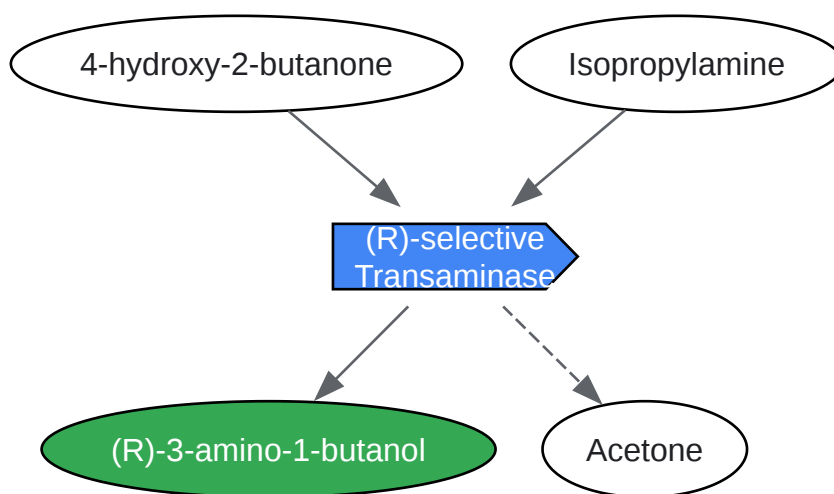 4-hydroxy-2-butanone
Isopropylamine
(R)-selective
Transaminase
(R)-3-amino-1-butanol
Acetone